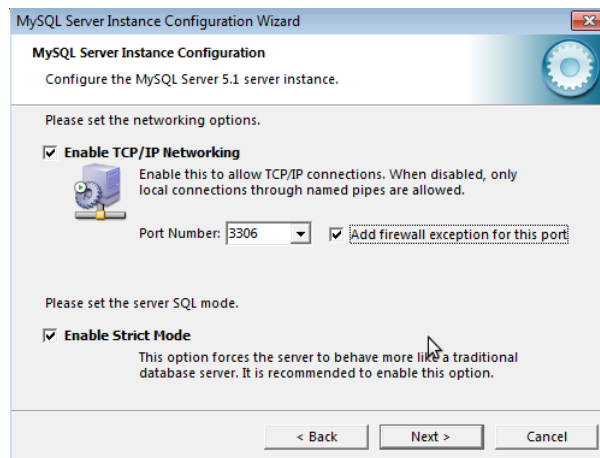 MySQL Server Instance Configuration Wizard
MySQL Server Instance Configuration
Configure the MySQL Server 5.1 server instance.
Please set the networking options.
Enable TCP/IP Networking
Enable this to allow TCP/IP connections. When disabled, only
local connections through named pipes are allowed.
Port Number: 3306 Add firewall exception for this port
Please set the server SQL mode.
Enable Strict Mode
This option forces the server to behave more like a traditional
database server. It is recommended to enable this option.
< Back Next > Cancel